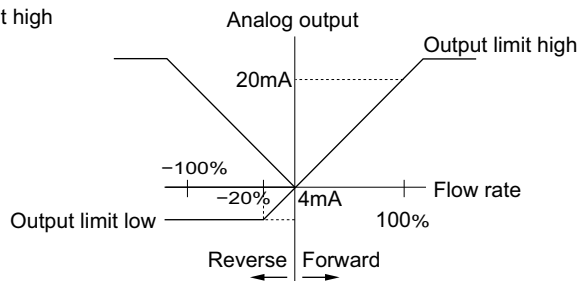 t high
Analog output
Output limit high
20mA
−100%
−20%
4mA
Flow rate
100%
Output limit low
Reverse
Forward